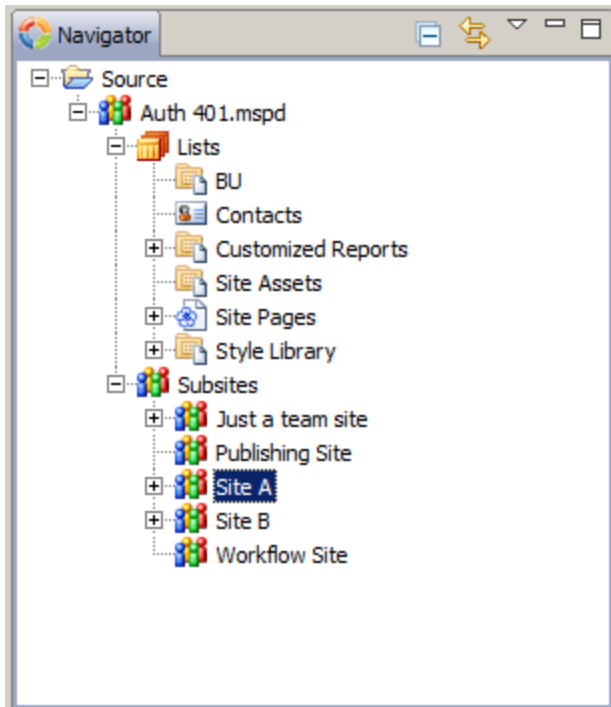 Navigator
Source
Auth 401.mspd
Lists
BU
Contacts
Customized Reports
Site Assets
Site Pages
Style Library
Subsites
Just a team site
Publishing Site
Site A
Site B
Workflow Site